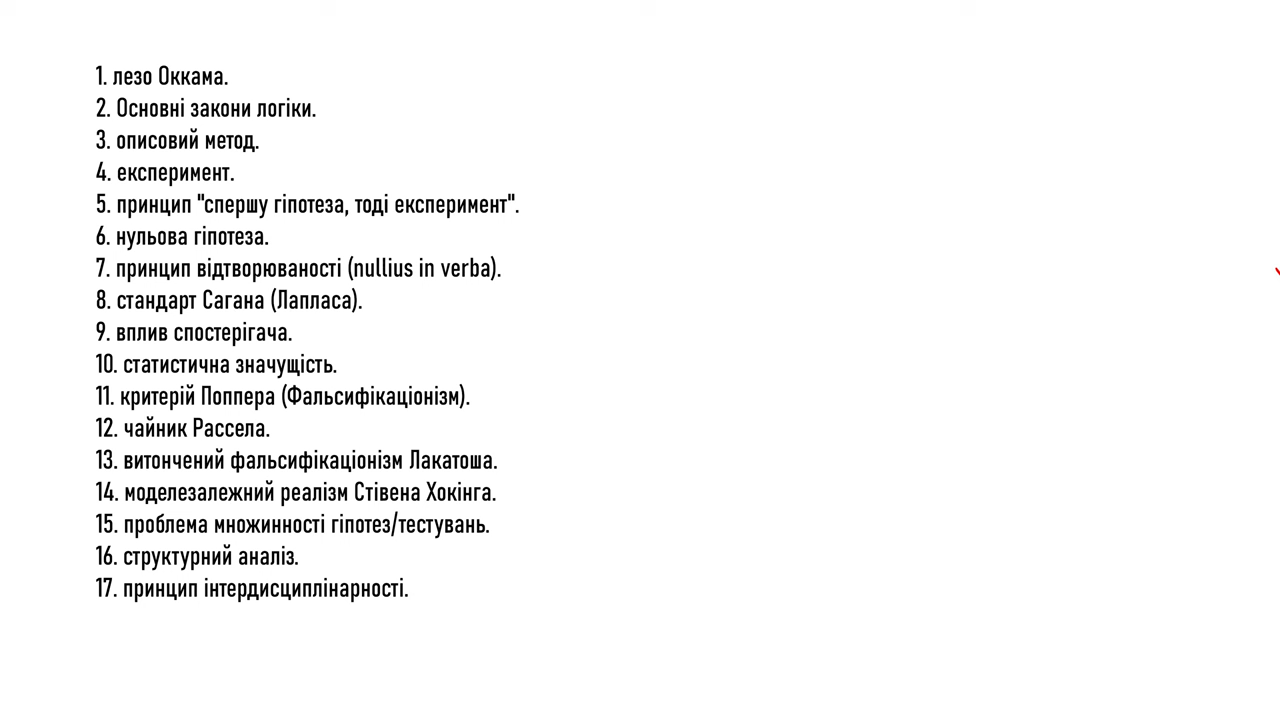 1. лезо Оккама.
2. Основні закони логіки.
3. описовий метод.
4. експеримент.
5. принцип "спершу гіпотеза, тоді експеримент".
6. нульова гіпотеза.
7. принцип відтворюваності (nullius in verba).
8. стандарт Сагана (Лапласа).
9. вплив спостерігача.
10. статистична значущість.
11. критерій Поппера (Фальсифікаціонізм).
12. чайник Рассела.
13. витончений фальсифікаціонізм Лакатоша.
14. моделезалежний реалізм Стівена Хокінга.
15. проблема множинності гіпотез/тестувань.
16. структурний аналіз.
17. принцип інтердисциплінарності.